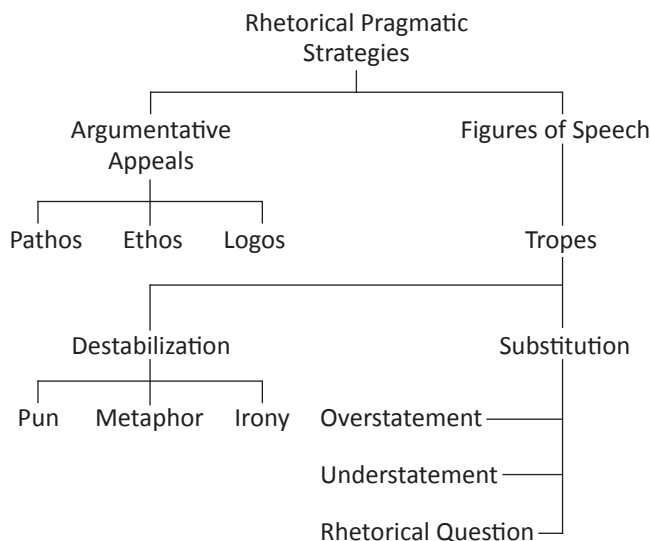 Rhetorical Pragmatic
Strategies
Argumentative
Appeals
Figures of Speech
Pathos
Ethos
Logos
Tropes
Destabilization
Substitution
Pun
Metaphor
Irony
Overstatement
Understatement
Rhetorical Question